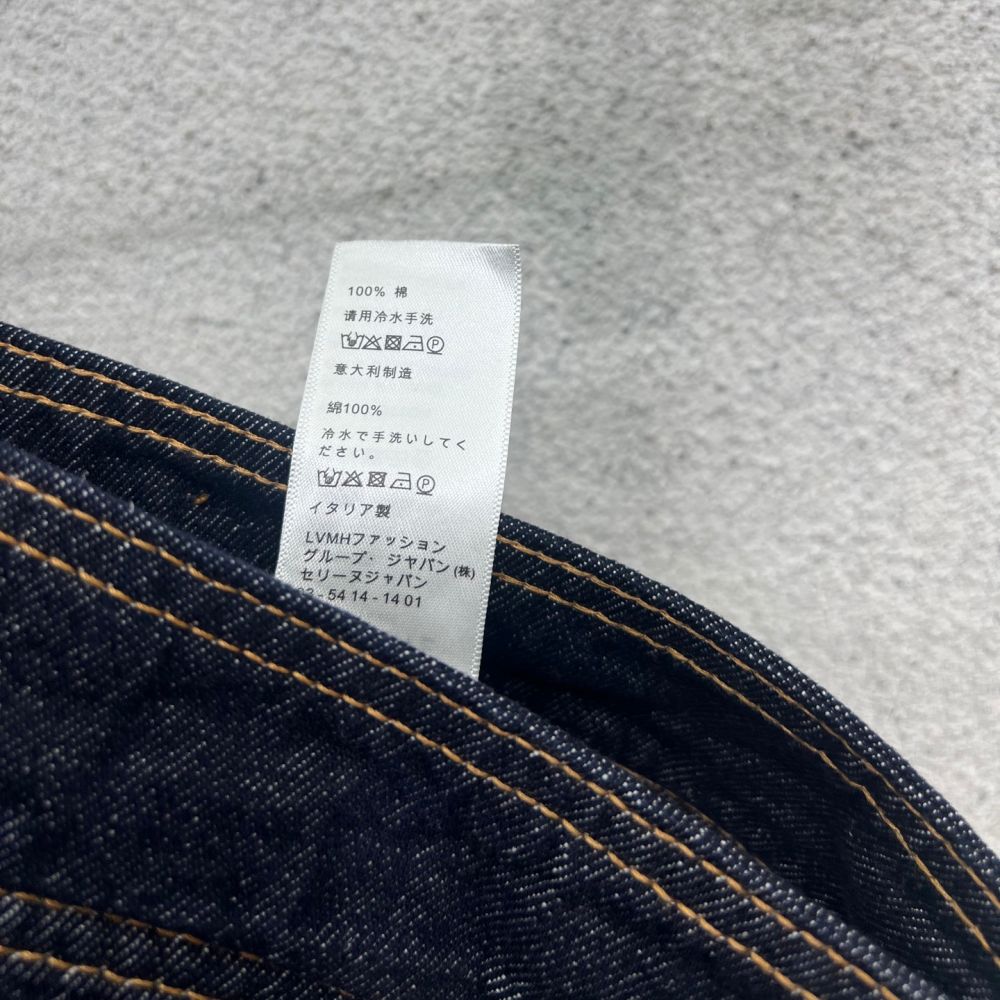 100% 棉
请用冷水手洗
P
意大利制造
綿100%
冷水で手洗いしてく
ださい。
P
イタリア製
LVMHファッション
グループ・ジャパン(株)
セリーヌジャパン
3-5414-1401